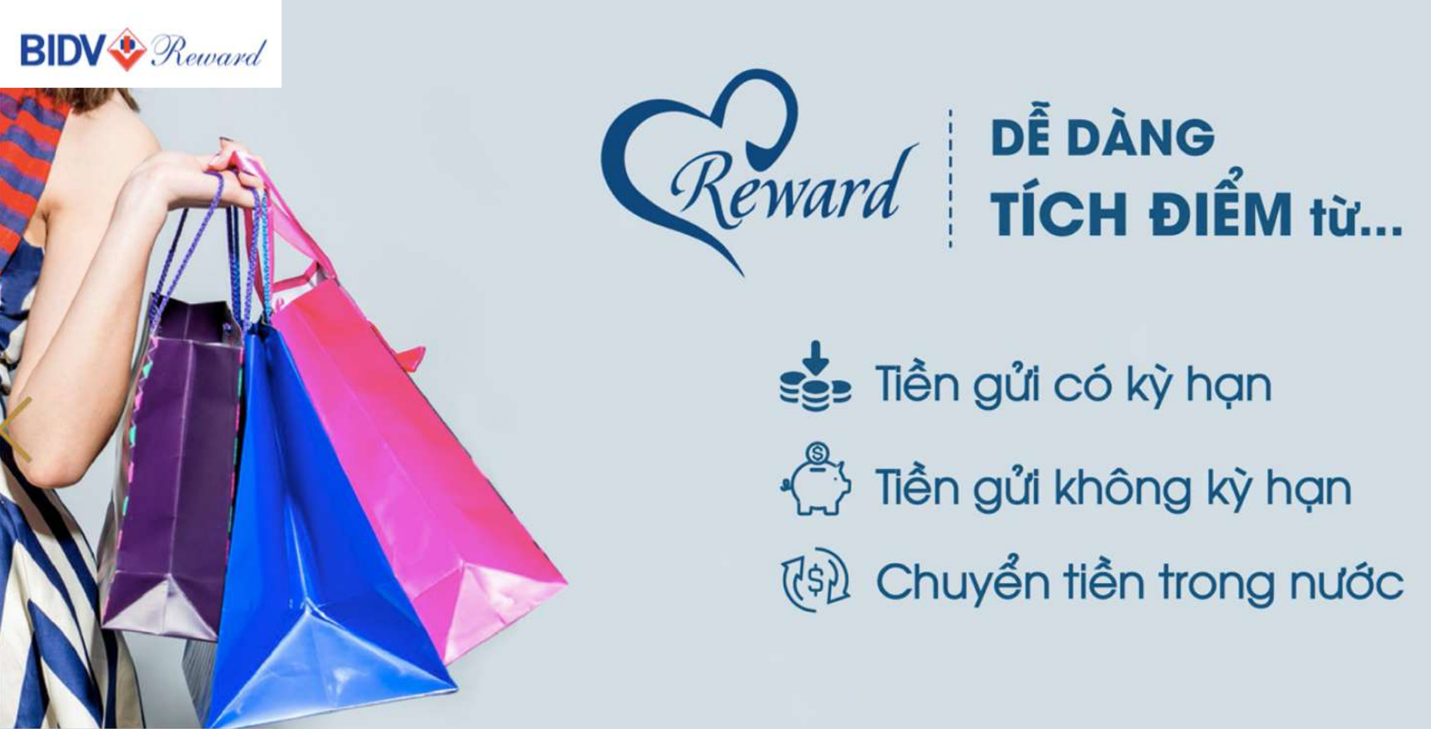 BIDV Reward
Reward
DỄ DÀNG
TÍCH ĐIỂM từ...
Tiền gửi có kỳ hạn
Tiền gửi không kỳ hạn
Chuyển tiền trong nước